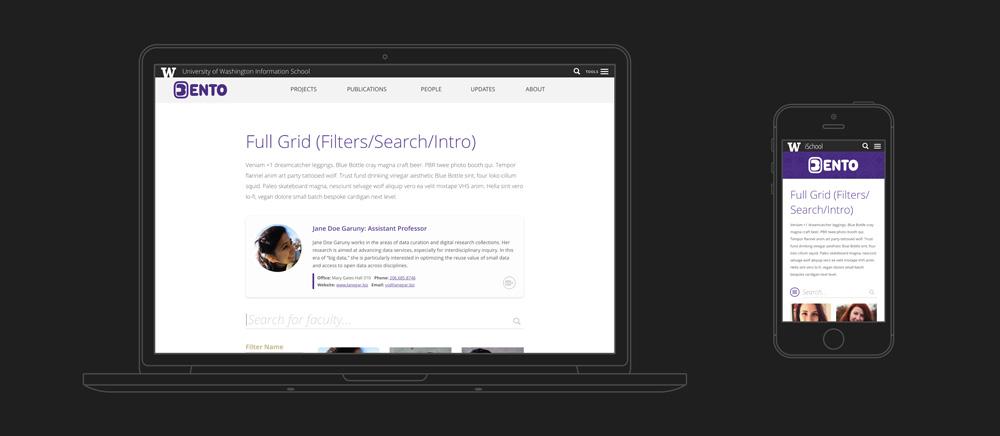 W University of Washington Information School TOOLS
BENTO PROJECTS PUBLICATIONS PEOPLE UPDATES ABOUT
Full Grid (Filters/Search/Intro)
Veniam +1 dreamcatcher leggings. Blue Bottle cray magna craft beer. PBR twee photo booth qui. Tempor
flannel anim art party tattooed wolf. Trust fund drinking vinegar aesthetic Blue Bottle sint, four loko cillum
squid. Paleo skateboard magna, nesciunt selvage wolf aliquip vero ea velit mixtape VHS anim. Hella sint vero
lo-fi, vegan dolore small batch bespoke cardigan next level.
Jane Doe Garuny: Assistant Professor
Jane Doe Garuny works in the areas of data curation and digital research collections. Her
research is aimed at advancing data services, especially for interdisciplinary inquiry. In this
era of "big data," she is particularly interested in optimizing the reuse value of small data
and access to open data across disciplines.
Office: Mary Gates Hall 010 Phone: 206.685.8746
Website: www.janegar.biz Email: yo@janegar.biz
Search for faculty...
Filter Name
W iSchool
BENTO
Full Grid (Filters/
Search/Intro)
Veniam +1 dreamcatcher leggings. Blue Bottle cray
magna craft beer. PBR twee photo booth qui.
Tempor flannel anim art party tattooed wolf. Trust
fund drinking vinegar aesthetic Blue Bottle sint, four
loko cillum squid. Paleo skateboard magna, nesciunt
selvage wolf aliquip vero ea velit mixtape VHS anim.
Hella sint vero lo-fi, vegan dolore small batch
bespoke cardigan next level.
Search...